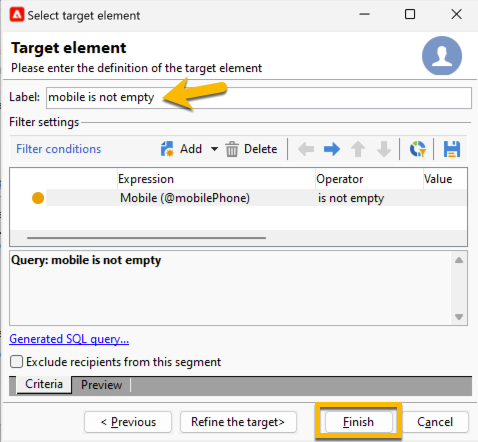 Select target element
Target element
Please enter the definition of the target element
Label: mobile is not empty
Filter settings
Filter conditions Add Delete
Expression Operator Value
Mobile (@mobilePhone) is not empty
Query: mobile is not empty
Generated SQL query...
Exclude recipients from this segment
Criteria Preview
< Previous Refine the target> Finish Cancel